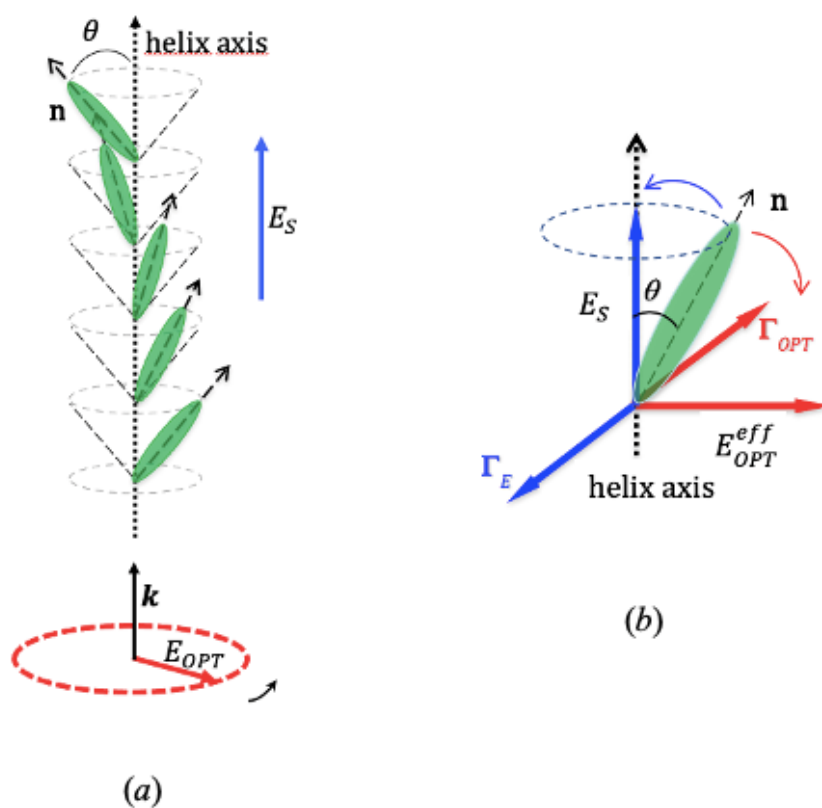 θ
helix axis
n
E_S
k
E_OPT
(a)
n
E_S
θ
Γ_OPT
E_OPT^eff
Γ_E
helix axis
(b)